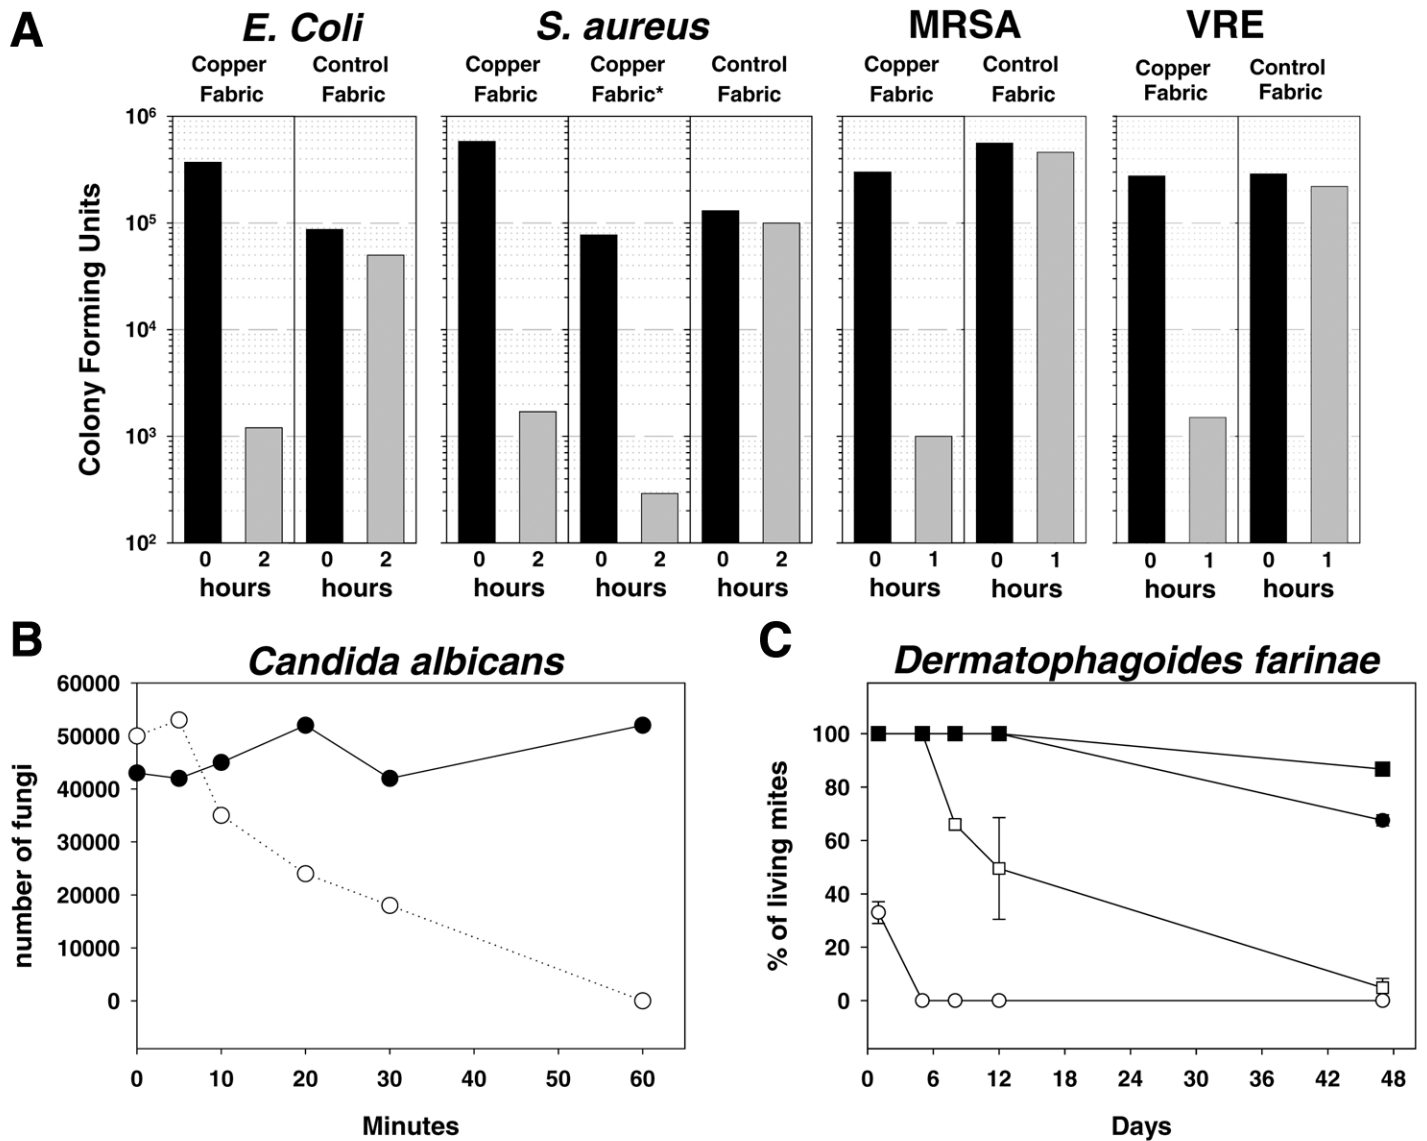 A
E. Coli
S. aureus
MRSA
VRE
Copper Fabric
Control Fabric
Copper Fabric
Copper Fabric*
Control Fabric
Copper Fabric
Control Fabric
Copper Fabric
Control Fabric
Colony Forming Units
10⁶
10⁵
10⁴
10³
10²
0 2 0 2 0 2 0 2 0 2 0 1 0 1 0 1 0 1
hours hours hours hours hours hours hours hours hours
B
Candida albicans
number of fungi
60000
50000
40000
30000
20000
10000
0
0 10 20 30 40 50 60
Minutes
C
Dermatophagoides farinae
% of living mites
100
80
60
40
20
0
0 6 12 18 24 30 36 42 48
Days